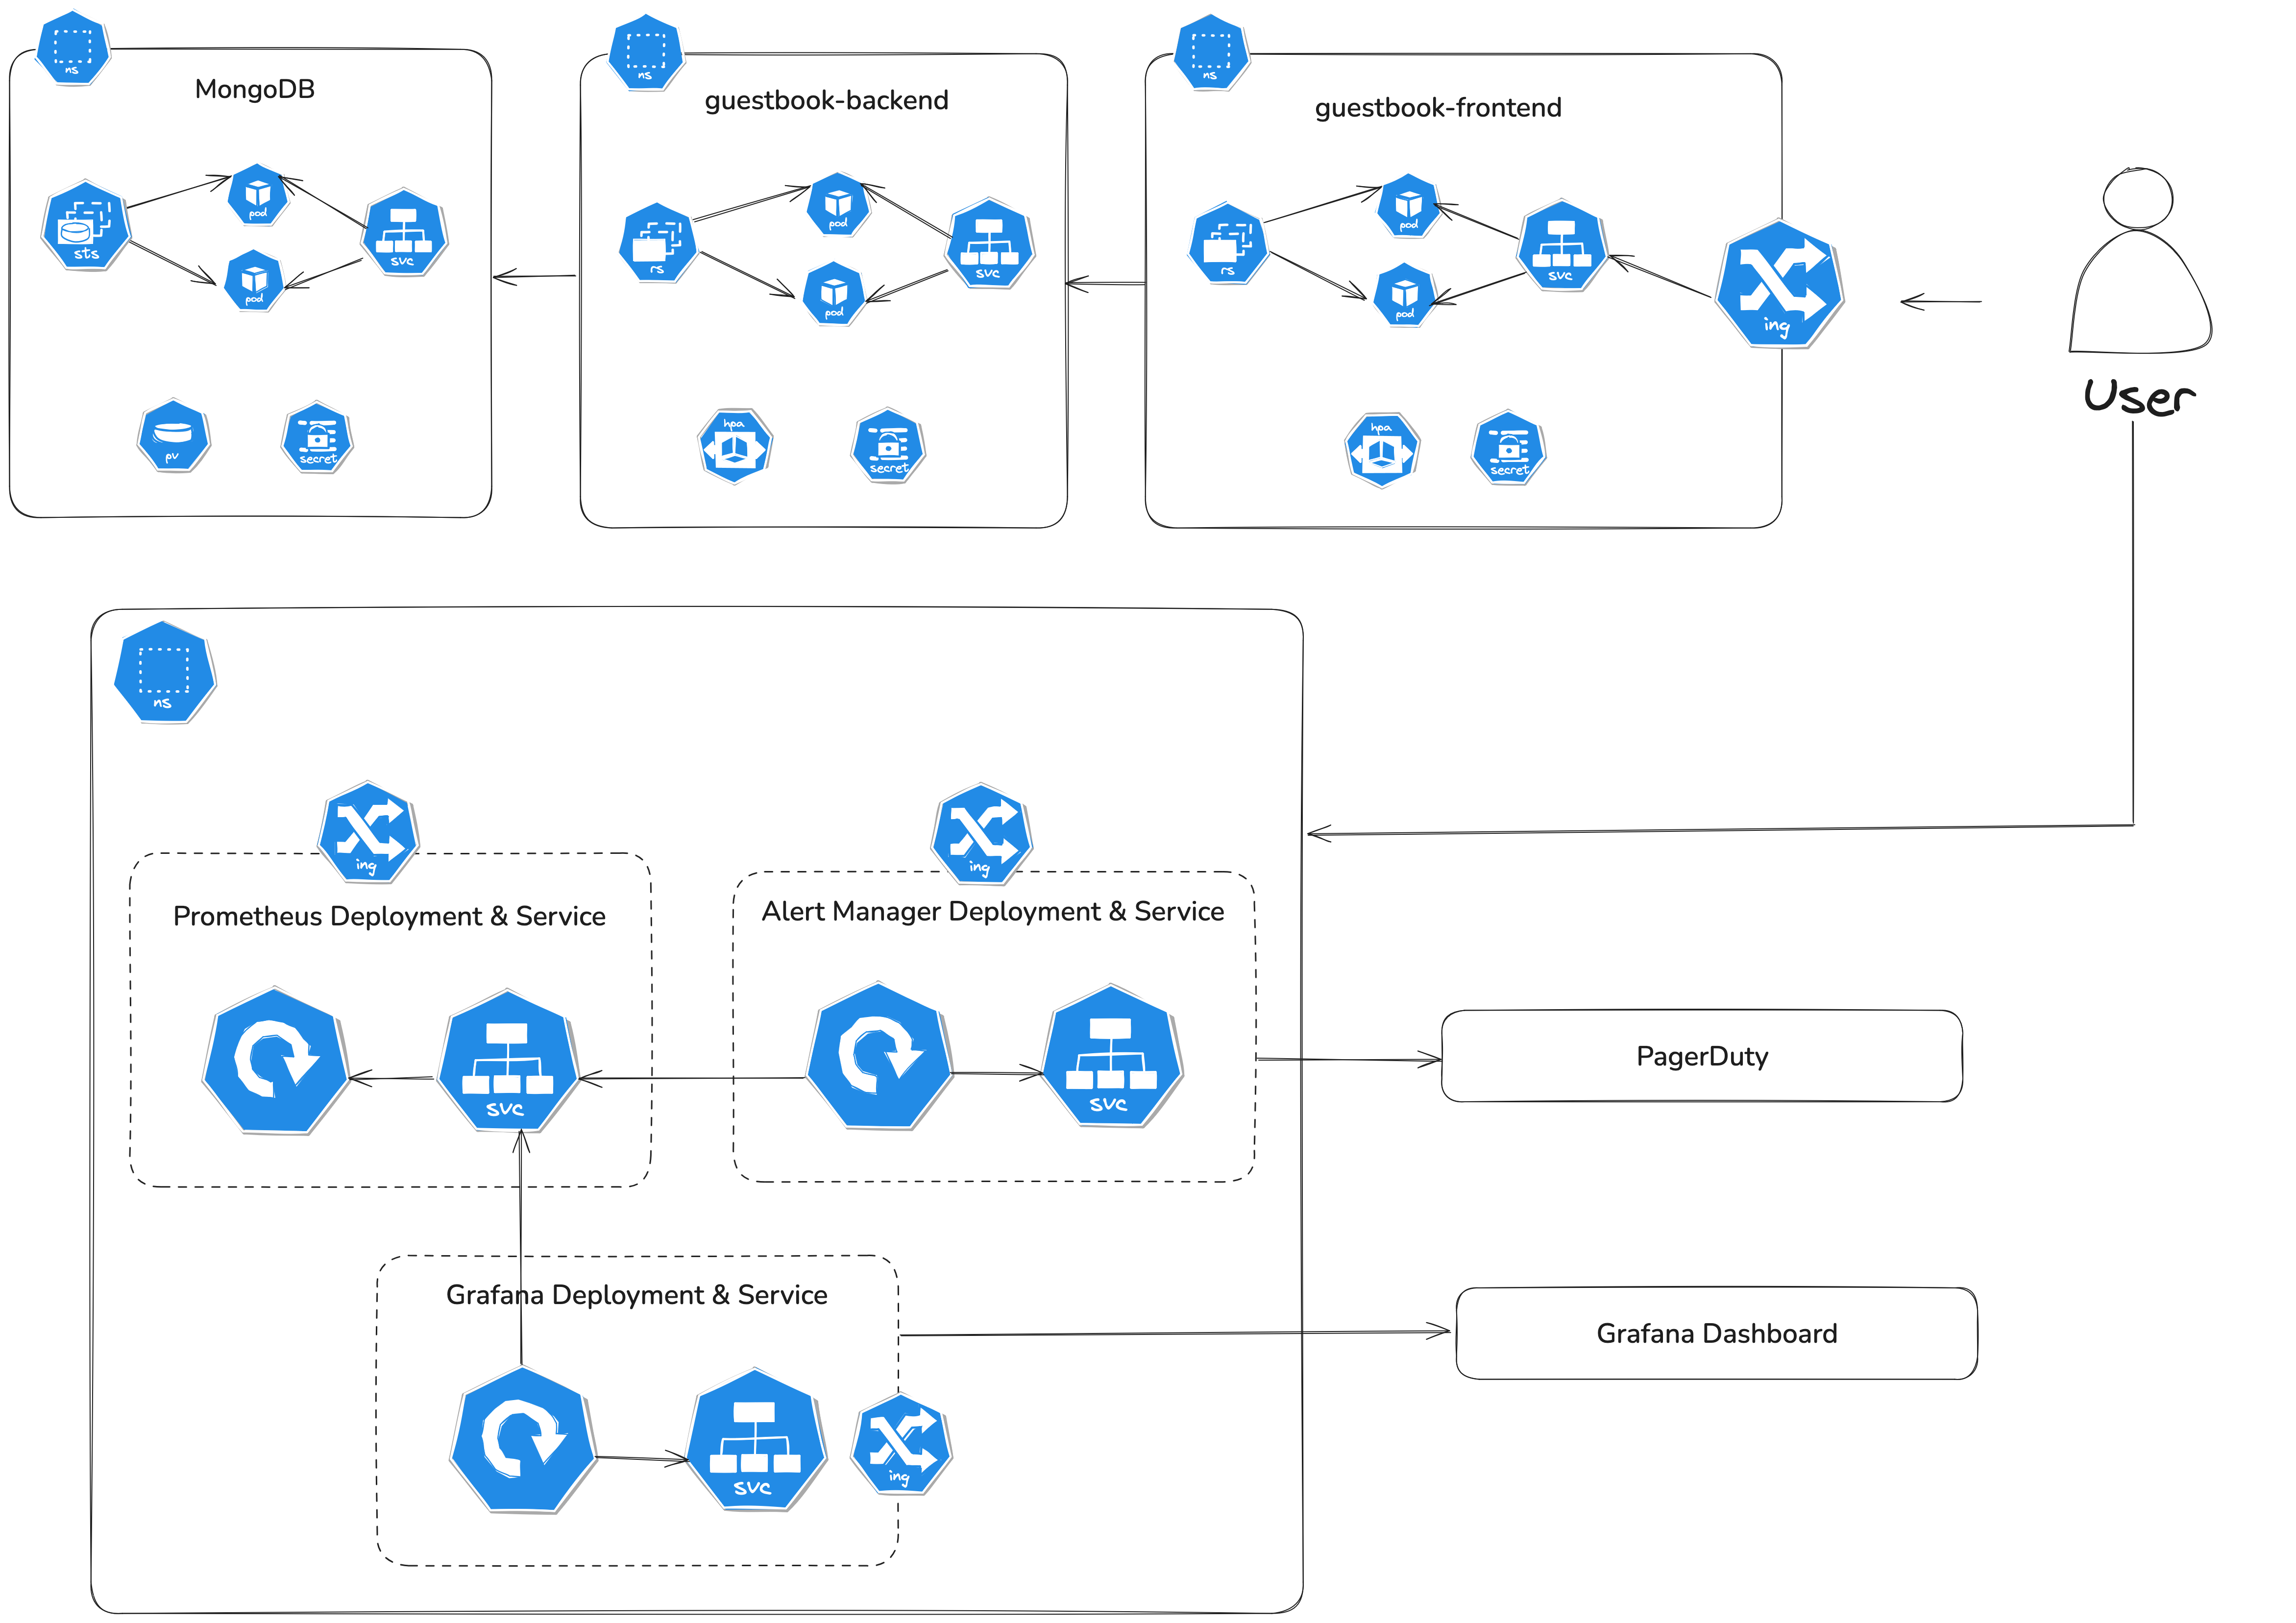 ns
MongoDB
sts
pod
pod
svc
pv
secret
ns
guestbook-backend
rs
pod
pod
svc
hpa
secret
ns
guestbook-frontend
rs
pod
pod
svc
ing
hpa
secret
User
ns
ing
Prometheus Deployment & Service
svc
ing
Alert Manager Deployment & Service
svc
PagerDuty
Grafana Deployment & Service
svc
ing
Grafana Dashboard